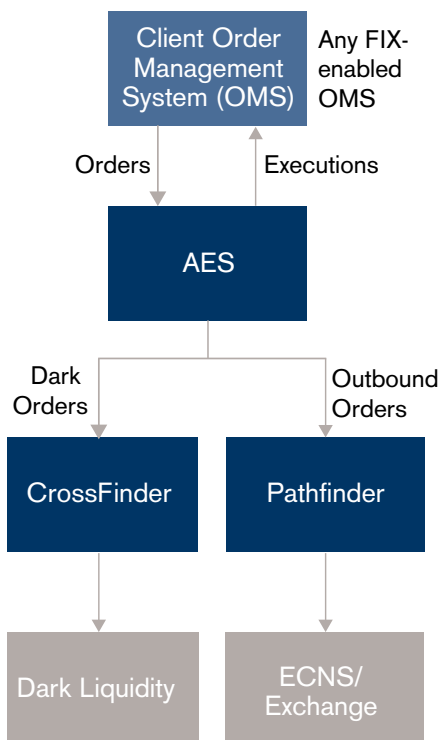 Client Order
Management
System (OMS)
Any FIX-
enabled
OMS
Orders
Executions
AES
Dark
Orders
Outbound
Orders
CrossFinder
Pathfinder
Dark Liquidity
ECNS/
Exchange